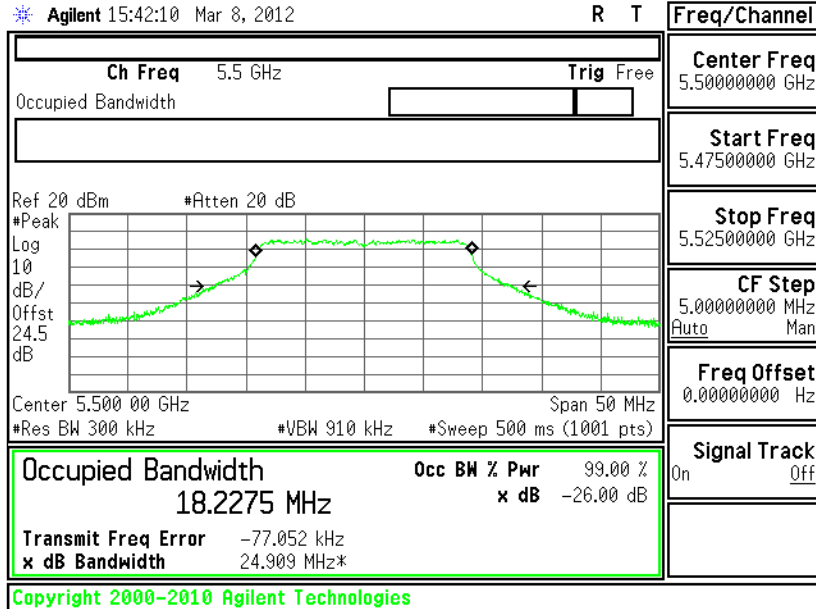 Agilent 15:42:10 Mar 8, 2012 R T
Freq/Channel
Ch Freq 5.5 GHz Trig Free
Occupied Bandwidth
Center Freq
5.50000000 GHz
Start Freq
5.47500000 GHz
Stop Freq
5.52500000 GHz
CF Step
5.00000000 MHz
Auto Man
Freq Offset
0.00000000 Hz
Signal Track
On Off
Ref 20 dBm #Atten 20 dB
#Peak
Log
10
dB/
Offst
24.5
dB
Center 5.500 00 GHz Span 50 MHz
#Res BW 300 kHz #VBW 910 kHz #Sweep 500 ms (1001 pts)
Occupied Bandwidth Occ BW % Pwr 99.00 %
18.2275 MHz x dB -26.00 dB
Transmit Freq Error -77.052 kHz
x dB Bandwidth 24.909 MHz*
Copyright 2000-2010 Agilent Technologies